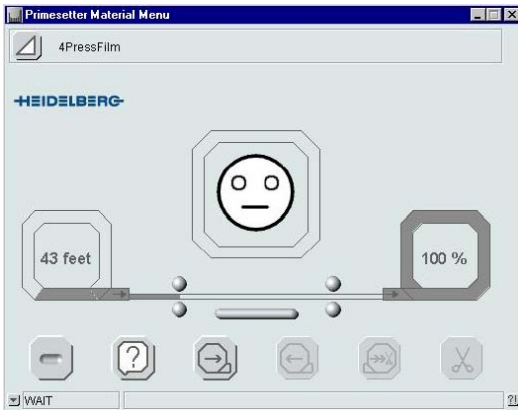 Primesetter Material Menu
4PressFilm
HEIDELBERG
43 feet
100 %
?
WAIT
?!